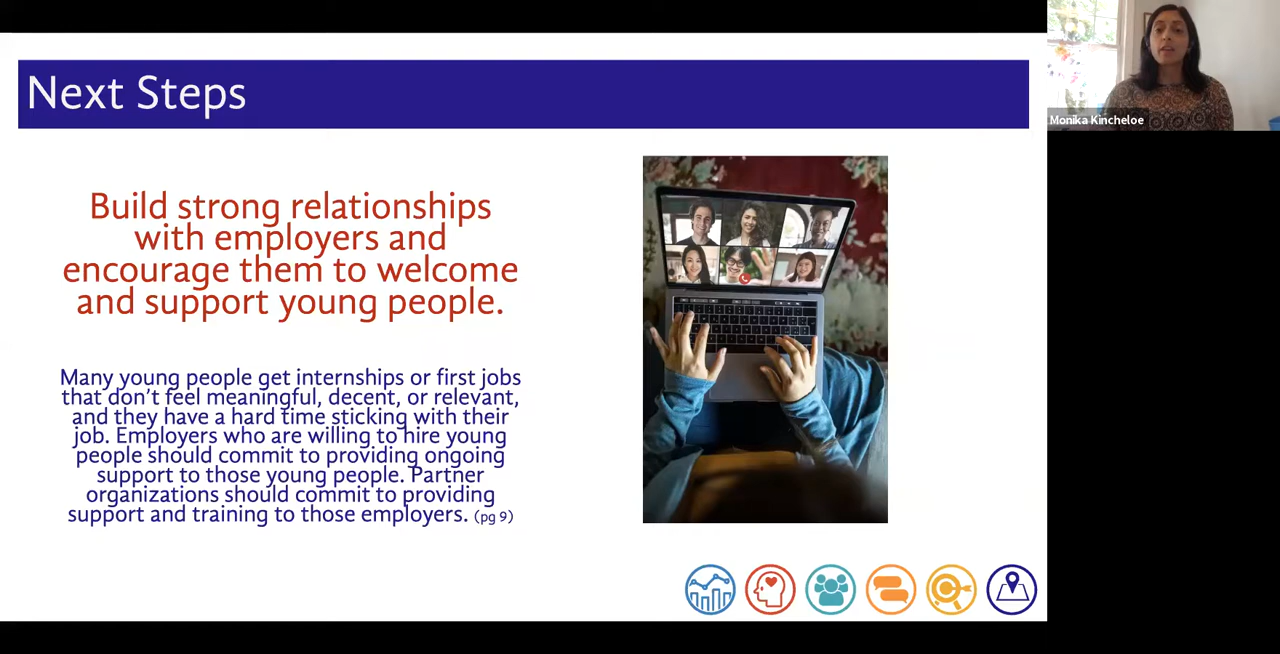 Next Steps
Monika Kincheloe
Build strong relationships
with employers and
encourage them to welcome
and support young people.
Many young people get internships or first jobs
that don't feel meaningful, decent, or relevant,
and they have a hard time sticking with their
job. Employers who are willing to hire young
people should commit to providing ongoing
support to those young people. Partner
organizations should commit to providing
support and training to those employers. (pg 9)